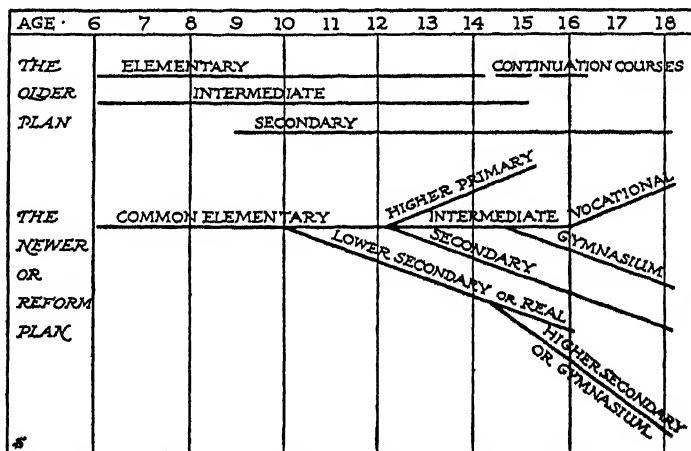 AGE · 6 7 8 9 10 11 12 13 14 15 16 17 18
THE OLDER PLAN
ELEMENTARY
CONTINUATION COURSES
INTERMEDIATE
SECONDARY
THE NEWER OR REFORM PLAN
COMMON ELEMENTARY
HIGHER PRIMARY
INTERMEDIATE
VOCATIONAL
GYMNASIUM
SECONDARY
LOWER SECONDARY OR REAL
HIGHER SECONDARY
OR GYMNASIUM